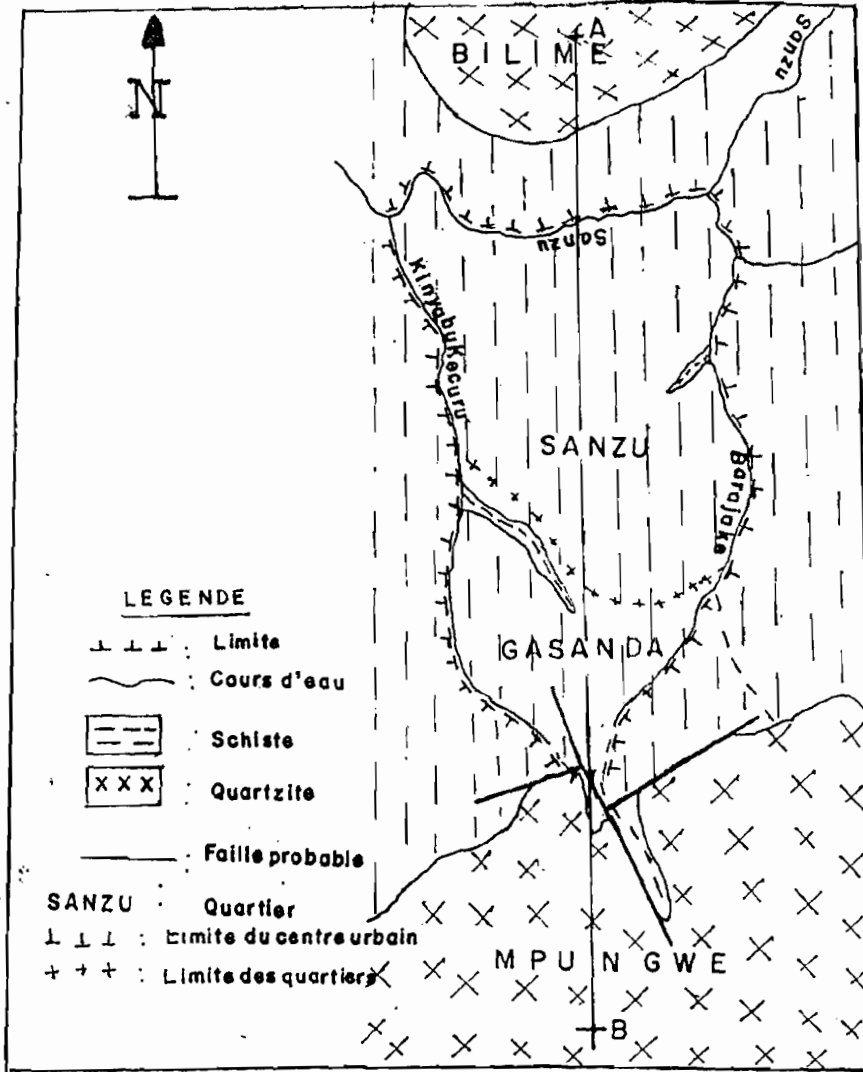 N
A
BILIME
Sanzu
Sanzu
Kinyabukecuru
SANZU
Barajake
GASANDA
LEGENDE
: Limite
: Cours d'eau
: Schiste
XXX : Quartzite
: Faille probable
SANZU : Quartier
: Limite du centre urbain
+ + + : Limite des quartiers
MPUNGWE
B